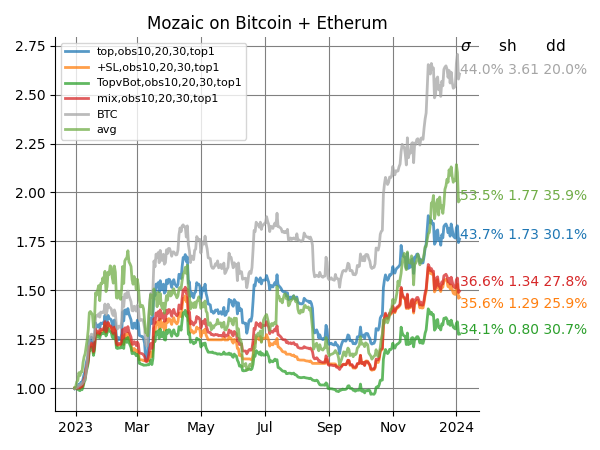 Mozaic on Bitcoin + Etherum
σ sh dd
2.75
2.50
2.25
2.00
1.75
1.50
1.25
1.00
top,obs10,20,30,top1
+SL,obs10,20,30,top1
TopvBot,obs10,20,30,top1
mix,obs10,20,30,top1
BTC
avg
44.0% 3.61 20.0%
53.5% 1.77 35.9%
43.7% 1.73 30.1%
36.6% 1.34 27.8%
35.6% 1.29 25.9%
34.1% 0.80 30.7%
2023 Mar May Jul Sep Nov 2024